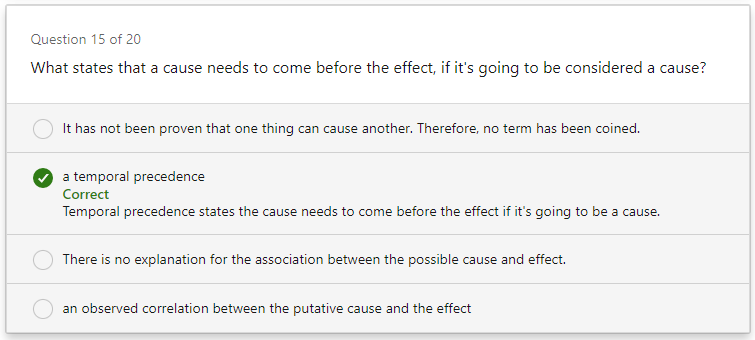 Question 15 of 20
What states that a cause needs to come before the effect, if it's going to be considered a cause?
It has not been proven that one thing can cause another. Therefore, no term has been coined.
a temporal precedence
Correct
Temporal precedence states the cause needs to come before the effect if it's going to be a cause.
There is no explanation for the association between the possible cause and effect.
an observed correlation between the putative cause and the effect